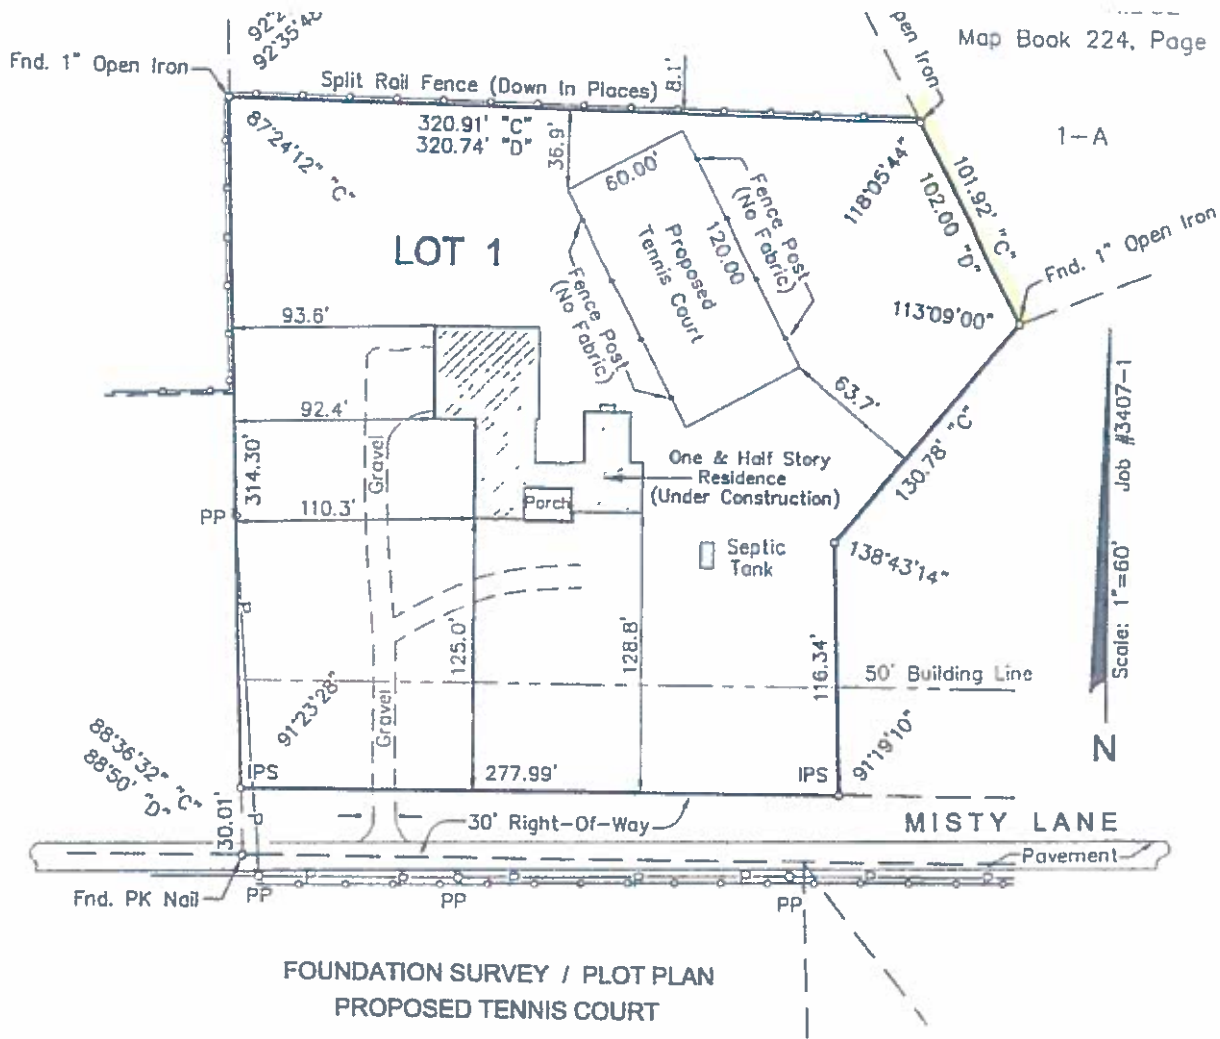 Map Book 224, Page
92°35'48"
Fnd. 1" Open Iron
Split Rail Fence (Down In Places)
8.1'
Open Iron
320.91' "C"
320.74' "D"
36.9'
87°24'12" "C"
118°05'44"
1-A
101.92' "C"
102.00 "D"
60.00'
120.00
Proposed
Tennis Court
Fence Post
(No Fabric)
Fence Post
(No Fabric)
LOT 1
Fnd. 1" Open Iron
113°09'00"
93.6'
92.4'
63.7'
130.78' "C"
Job #3407-1
Scale: 1"=60'
314.30'
Gravel
One & Half Story
Residence
(Under Construction)
Porch
110.3'
PP
Septic
Tank
138°43'14"
P
125.0'
128.8'
116.34'
50' Building Line
91°23'28"
Gravel
91°19'10"
N
88°36'32" "C"
88°50' "D"
IPS
277.99'
IPS
P
30.01'
30' Right-Of-Way
MISTY LANE
Pavement
Fnd. PK Nail
PP
PP
PP
FOUNDATION SURVEY / PLOT PLAN
PROPOSED TENNIS COURT